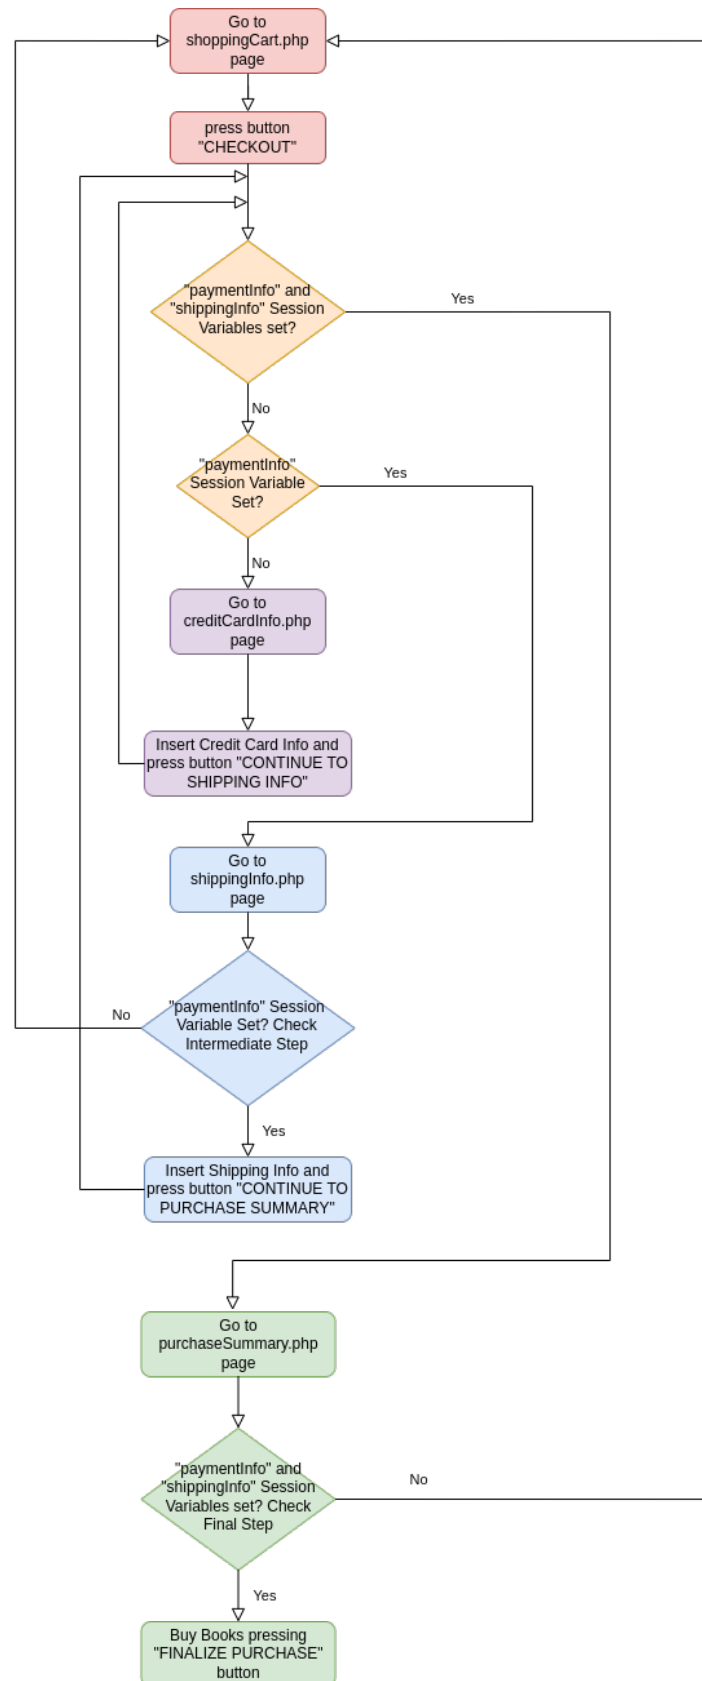 Go to
shoppingCart.php
page
press button
"CHECKOUT"
"paymentInfo" and
"shippingInfo" Session
Variables set?
Yes
No
"paymentInfo"
Session Variable
Set?
Yes
No
Go to
creditCardInfo.php
page
Insert Credit Card Info and
press button "CONTINUE TO
SHIPPING INFO"
Go to
shippingInfo.php
page
"paymentInfo" Session
Variable Set? Check
Intermediate Step
No
Yes
Insert Shipping Info and
press button "CONTINUE TO
PURCHASE SUMMARY"
Go to
purchaseSummary.php
page
"paymentInfo" and
"shippingInfo" Session
Variables set? Check
Final Step
No
Yes
Buy Books pressing
"FINALIZE PURCHASE"
button